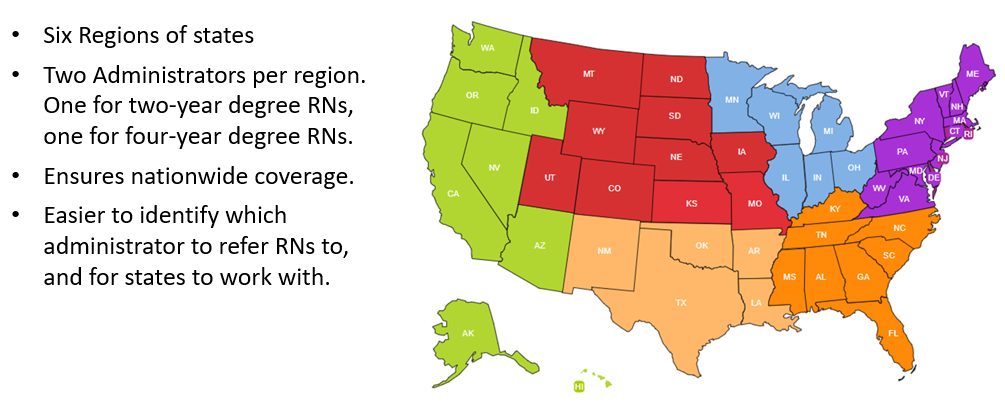 • Six Regions of states
• Two Administrators per region.
One for two-year degree RNs,
one for four-year degree RNs.
• Ensures nationwide coverage.
• Easier to identify which
administrator to refer RNs to,
and for states to work with.
WA
MT
ND
ME
OR
ID
MN
VT
NH
WI
MI
NY
MA
CT
RI
SD
WY
IA
PA
NJ
NV
NE
OH
MD
DE
UT
CO
IL
IN
WV
VA
CA
KS
MO
KY
AZ
NM
OK
AR
TN
NC
SC
MS
AL
GA
TX
LA
FL
AK
HI